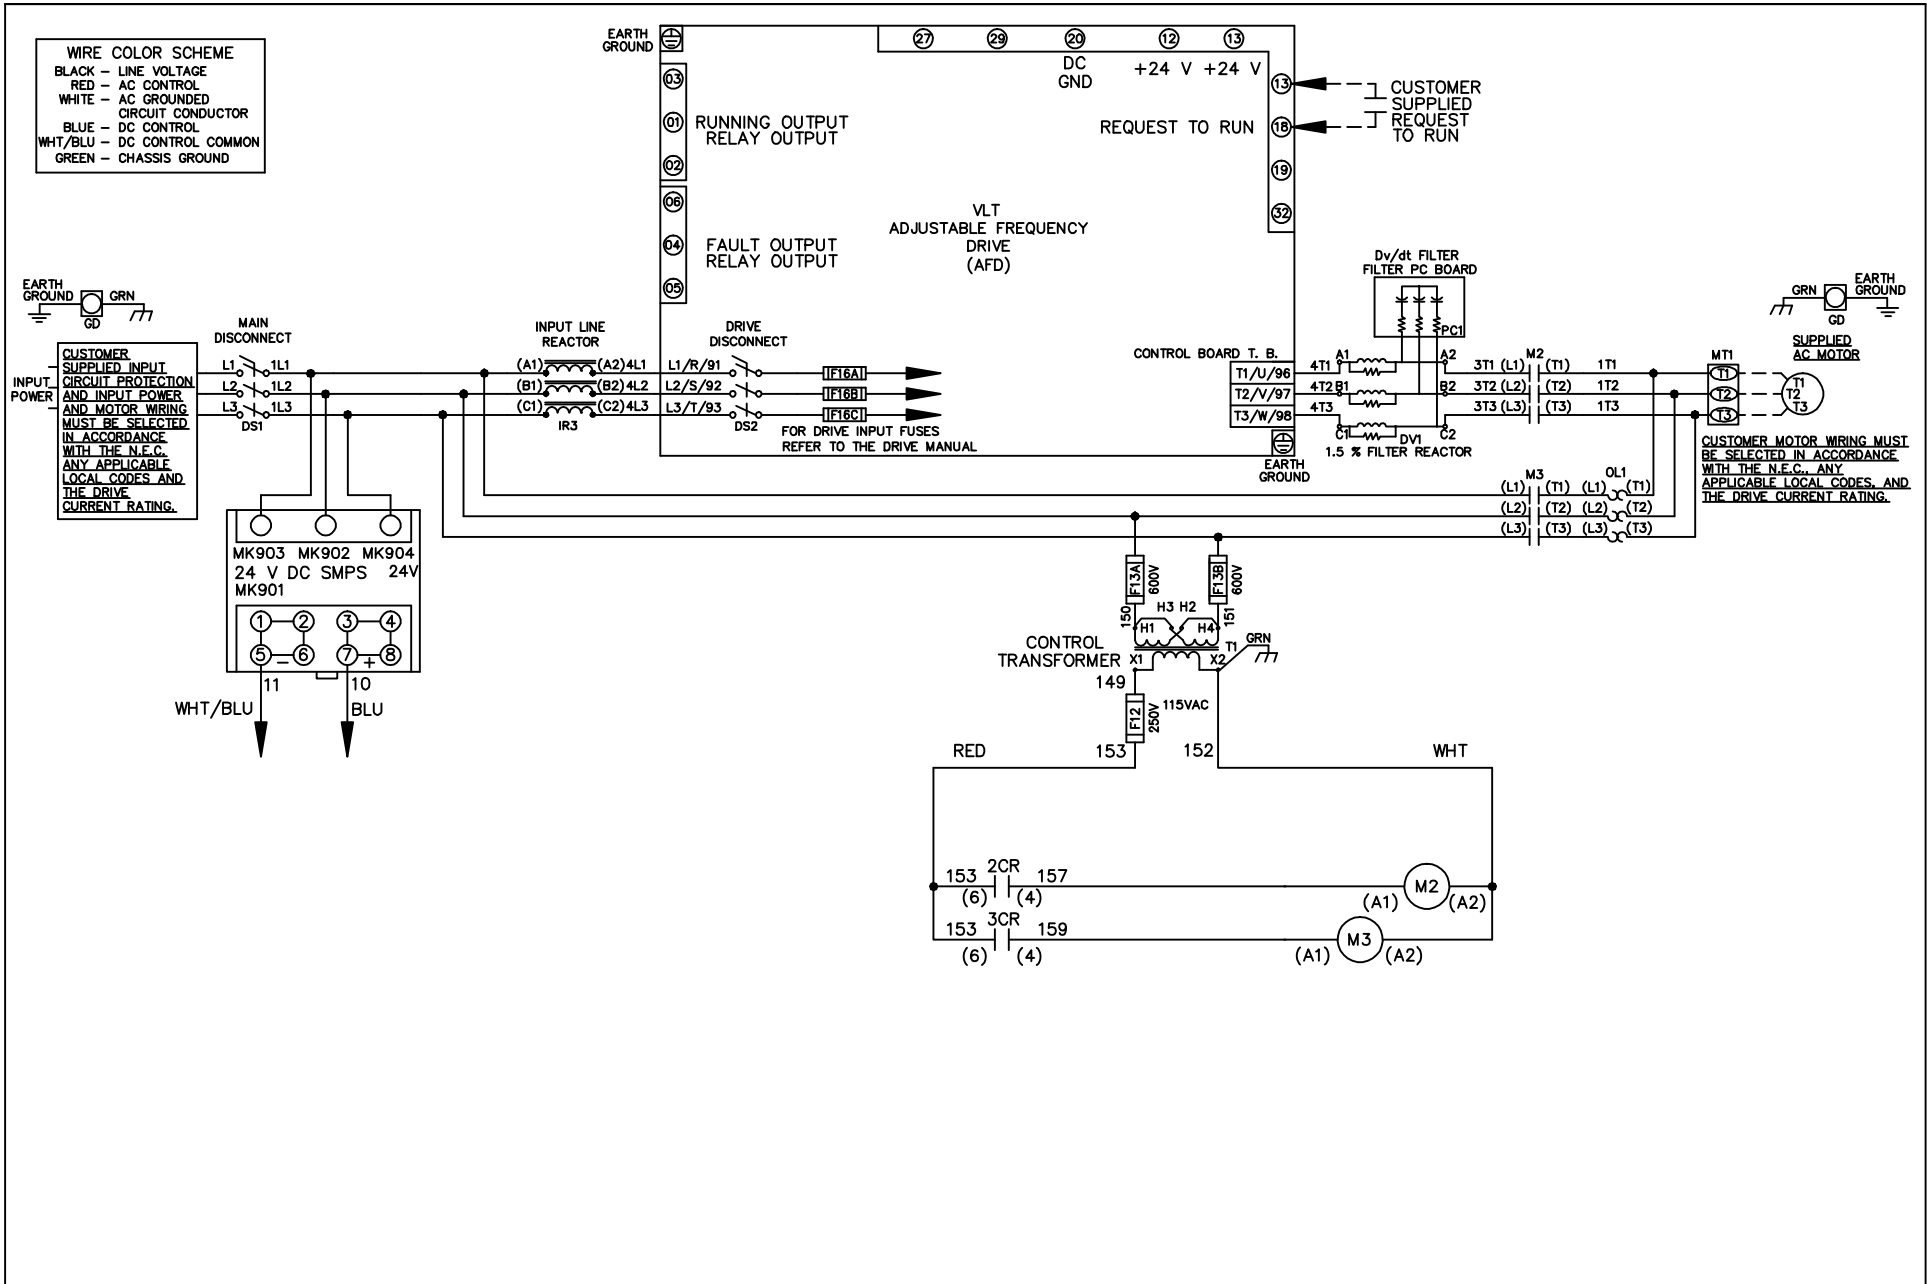 WIRE COLOR SCHEME
BLACK – LINE VOLTAGE
RED – AC CONTROL
WHITE – AC GROUNDED
CIRCUIT CONDUCTOR
BLUE – DC CONTROL
WHT/BLU – DC CONTROL COMMON
GREEN – CHASSIS GROUND
EARTH
GROUND
03
01
02
RUNNING OUTPUT
RELAY OUTPUT
06
04
05
FAULT OUTPUT
RELAY OUTPUT
27
29
20
12
13
DC
GND
+24 V
+24 V
13
18
19
32
REQUEST TO RUN
CUSTOMER
SUPPLIED
REQUEST
TO RUN
VLT
ADJUSTABLE FREQUENCY
DRIVE
(AFD)
EARTH
GROUND
GRN
GD
INPUT
POWER
CUSTOMER
SUPPLIED INPUT
CIRCUIT PROTECTION
AND INPUT POWER
AND MOTOR WIRING
MUST BE SELECTED
IN ACCORDANCE
WITH THE N.E.C.
ANY APPLICABLE
LOCAL CODES AND
THE DRIVE
CURRENT RATING.
MAIN
DISCONNECT
L1 1L1
L2 1L2
L3 1L3
DS1
INPUT LINE
REACTOR
(A1) (A2) 4L1
(B1) (B2) 4L2
(C1) (C2) 4L3
IR3
L1/R/91
L2/S/92
L3/T/93
DRIVE
DISCONNECT
DS2
F16A
F16B
F16C
FOR DRIVE INPUT FUSES
REFER TO THE DRIVE MANUAL
CONTROL BOARD T. B.
T1/U/96
T2/V/97
T3/W/98
EARTH
GROUND
Dv/dt FILTER
FILTER PC BOARD
PC1
4T1 A1 A2
4T2 B1 B2
4T3 C1 C2
DV1
1.5 % FILTER REACTOR
M2
3T1 (L1) (T1) 1T1
3T2 (L2) (T2) 1T2
3T3 (L3) (T3) 1T3
MT1
T1
T2
T3
GRN
GD
EARTH
GROUND
SUPPLIED
AC MOTOR
T1
T2
T3
CUSTOMER MOTOR WIRING MUST
BE SELECTED IN ACCORDANCE
WITH THE N.E.C., ANY
APPLICABLE LOCAL CODES, AND
THE DRIVE CURRENT RATING.
M3 OL1
(L1) (T1) (L1) (T1)
(L2) (T2) (L2) (T2)
(L3) (T3) (L3) (T3)
MK903 MK902 MK904
24 V DC SMPS 24V
MK901
1 2 3 4
5 – 6 7 + 8
11 10
WHT/BLU BLU
F13A
600V
F13B
600V
150
151
H3 H2
H1 H4
CONTROL
TRANSFORMER
X1 X2
T1
GRN
149
F12
250V
115VAC
RED 153 152 WHT
153 2CR 157
(6) (4)
M2
(A1) (A2)
153 3CR 159
(6) (4)
M3
(A1) (A2)